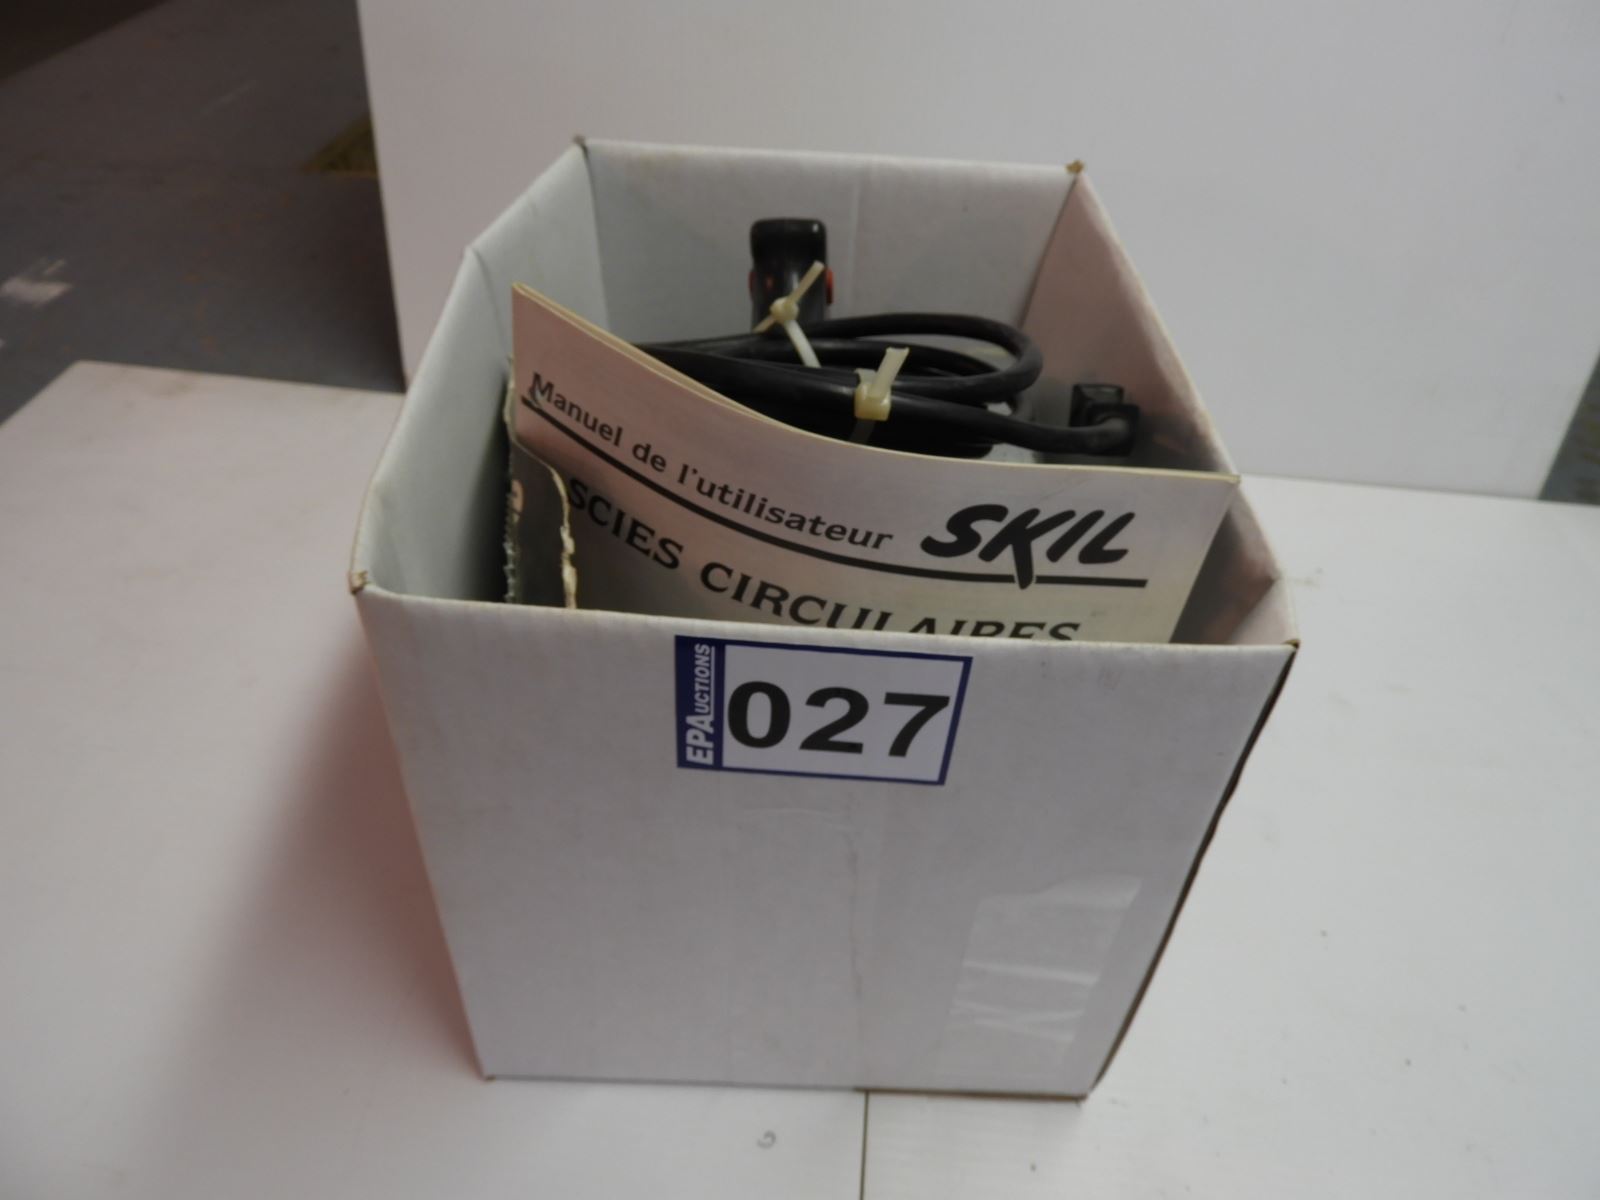 Manuel de l'utilisateur SKIL
SCIES CIRCULAIRES
EPAuctions
027